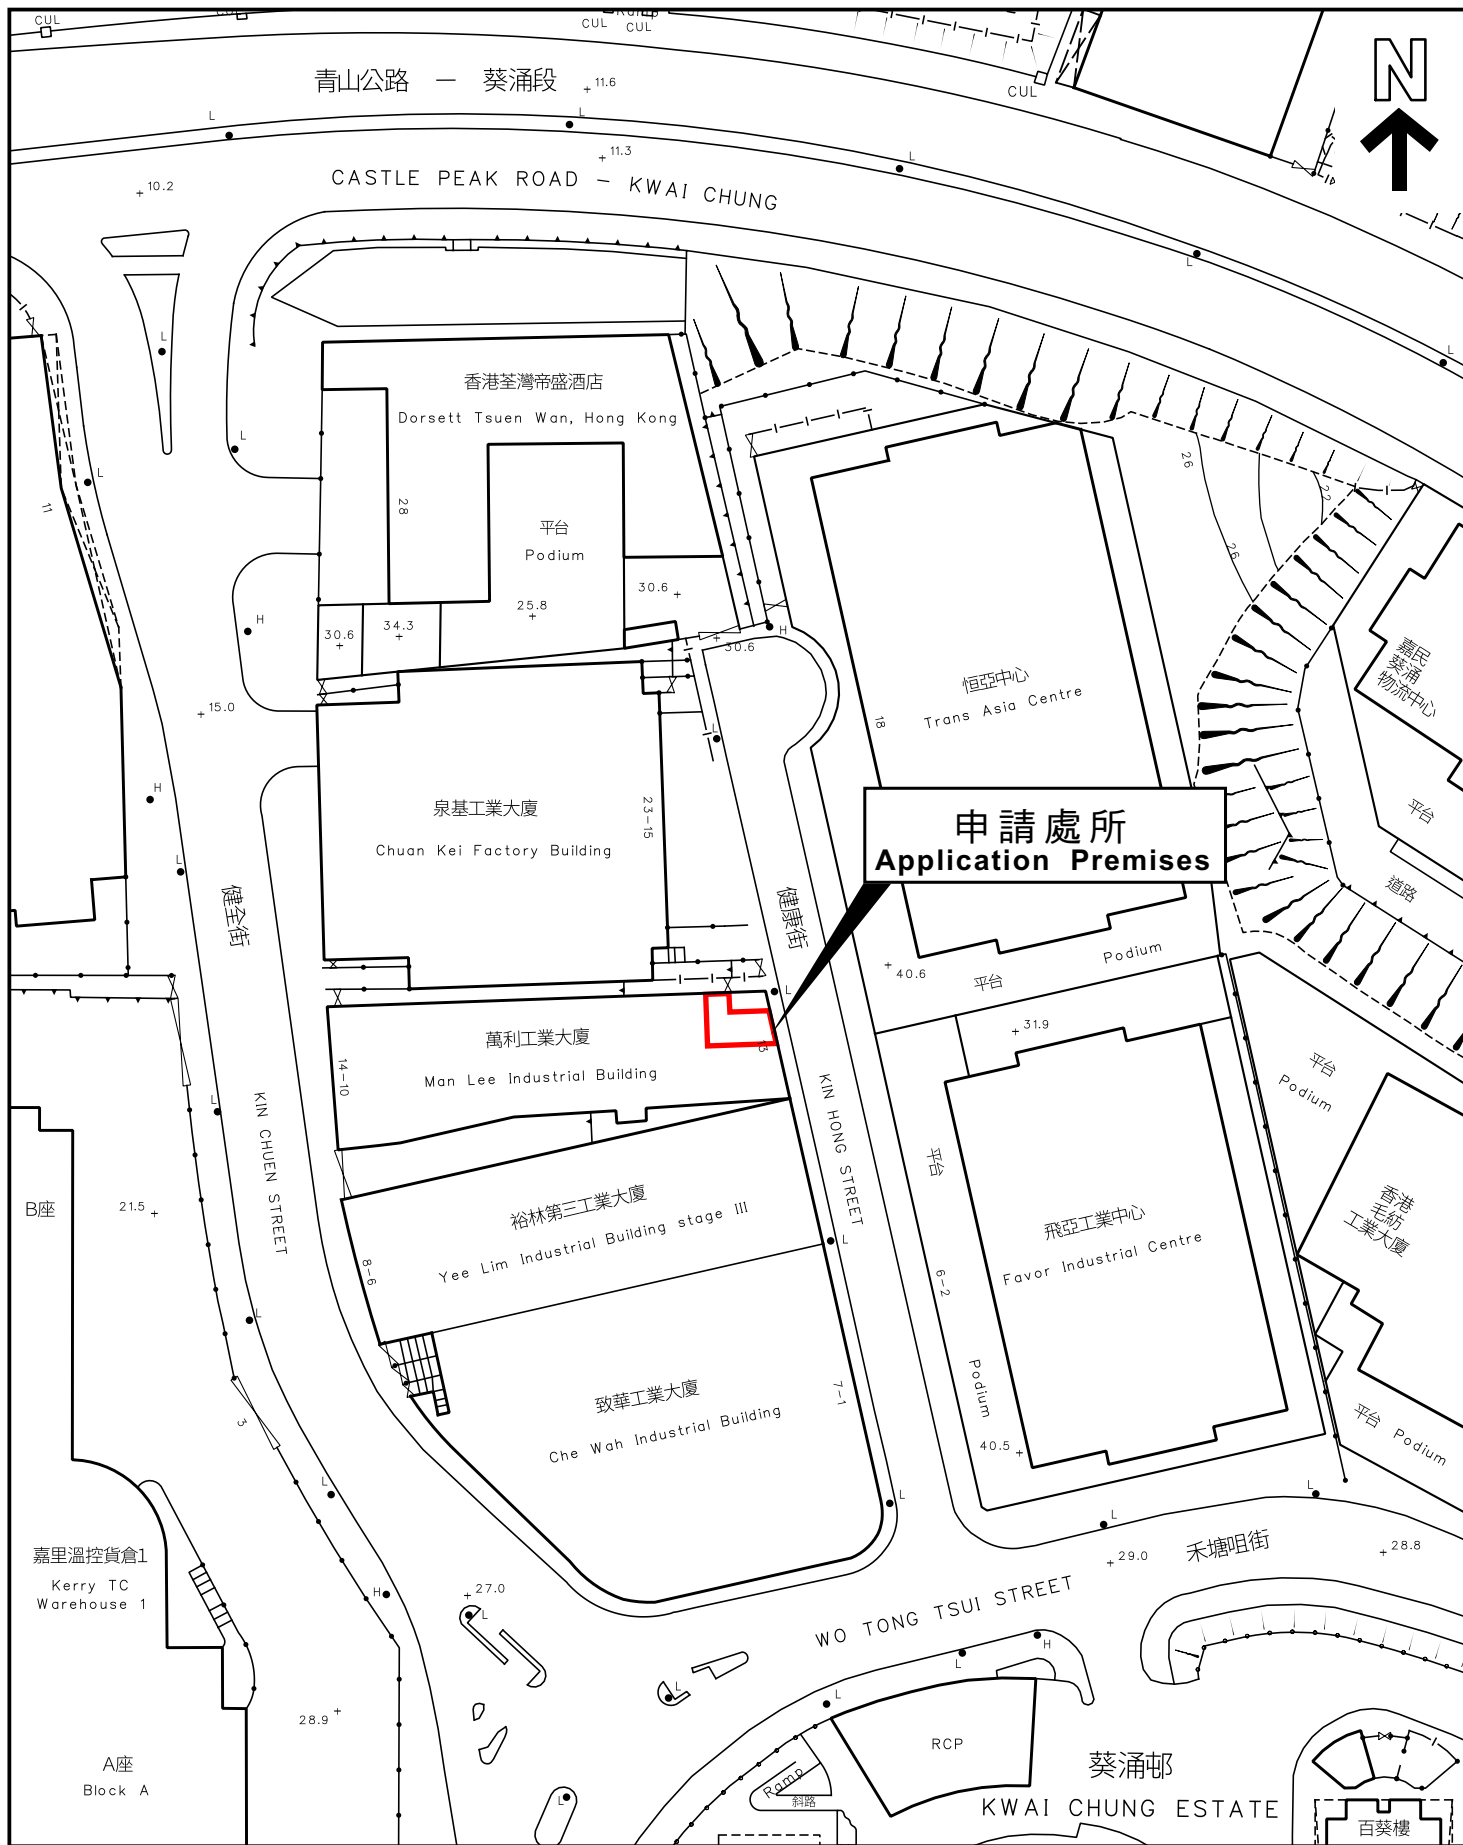 CUL
CUL
CUL
CUL
Ramp
青山公路 － 葵涌段
11.6
CUL
N
L
L
11.3
L
10.2
CASTLE PEAK ROAD - KWAI CHUNG
L
L
L
香港荃灣帝盛酒店
Dorsett Tsuen Wan, Hong Kong
L
L
28
11
平台
Podium
26
22
26
30.6
25.8
30.6
34.3
H
H
30.6
嘉民
葵涌
物流中心
恒亞中心
Trans Asia Centre
18
15.0
L
H
泉基工業大廈
23-15
Chuan Kei Factory Building
平台
申請處所
Application Premises
L
健全街
健康街
道路
40.6
平台
Podium
L
31.9
萬利工業大廈
13
14-10
Man Lee Industrial Building
KIN HONG STREET
KIN CHUEN STREET
L
平台
Podium
平台
B座
21.5
裕林第三工業大廈
Yee Lim Industrial Building stage III
8-6
L
飛亞工業中心
Favor Industrial Centre
6-2
香港
毛紡
工業大廈
L
致華工業大廈
Che Wah Industrial Building
7-1
Podium
3
40.5
平台 Podium
L
L
L
L
嘉里溫控貨倉1
Kerry TC
Warehouse 1
H
27.0
L
29.0
禾塘咀街
28.8
WO TONG TSUI STREET
H
L
L
L
28.9
RCP
葵涌邨
KWAI CHUNG ESTATE
A座
Block A
Ramp
斜路
L
百葵樓